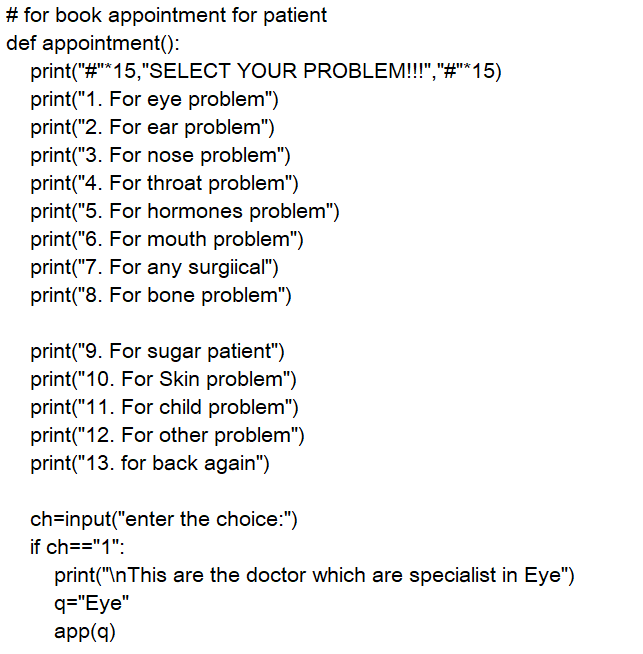 # for book appointment for patient
def appointment():
print("#"*15,"SELECT YOUR PROBLEM!!!","#"*15)
print("1. For eye problem")
print("2. For ear problem")
print("3. For nose problem")
print("4. For throat problem")
print("5. For hormones problem")
print("6. For mouth problem")
print("7. For any surgiical")
print("8. For bone problem")
print("9. For sugar patient")
print("10. For Skin problem")
print("11. For child problem")
print("12. For other problem")
print("13. for back again")
ch=input("enter the choice:")
if ch=="1":
print("\nThis are the doctor which are specialist in Eye")
q="Eye"
app(q)